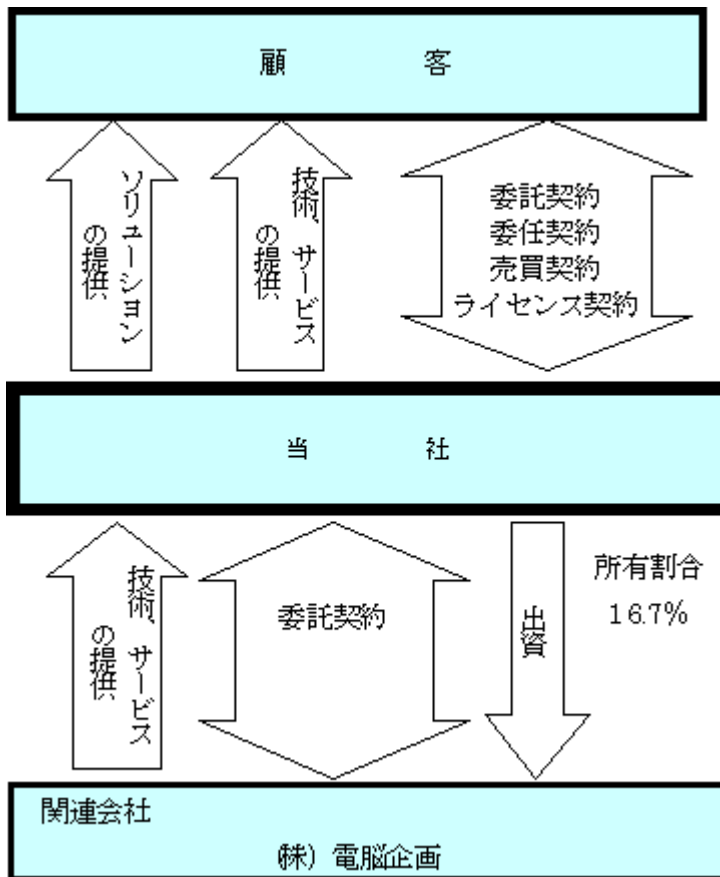 顧客
ソリューション
の提供
技術、サービス
の提供
委託契約
委任契約
売買契約
ライセンス契約
当社
技術、サービス
の提供
委託契約
出資
所有割合
16.7%
関連会社
㈱電脳企画